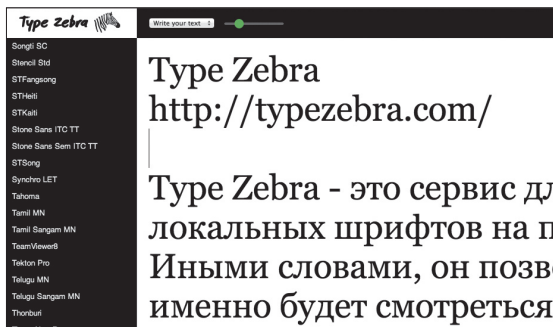 Type Zebra
Write your text
Songti SC
Stencil Std
STFangsong
STHeiti
STKaiti
Stone Sans ITC TT
Stone Sans Sem ITC TT
STSong
Synchro LET
Tahoma
Tamil MN
Tamil Sangam MN
TeamViewer8
Tekton Pro
Telugu MN
Telugu Sangam MN
Thonburi
Type Zebra
http://typezebra.com/
Type Zebra - это сервис
локальных шрифтов на
Иными словами, он
именно будет смотреться